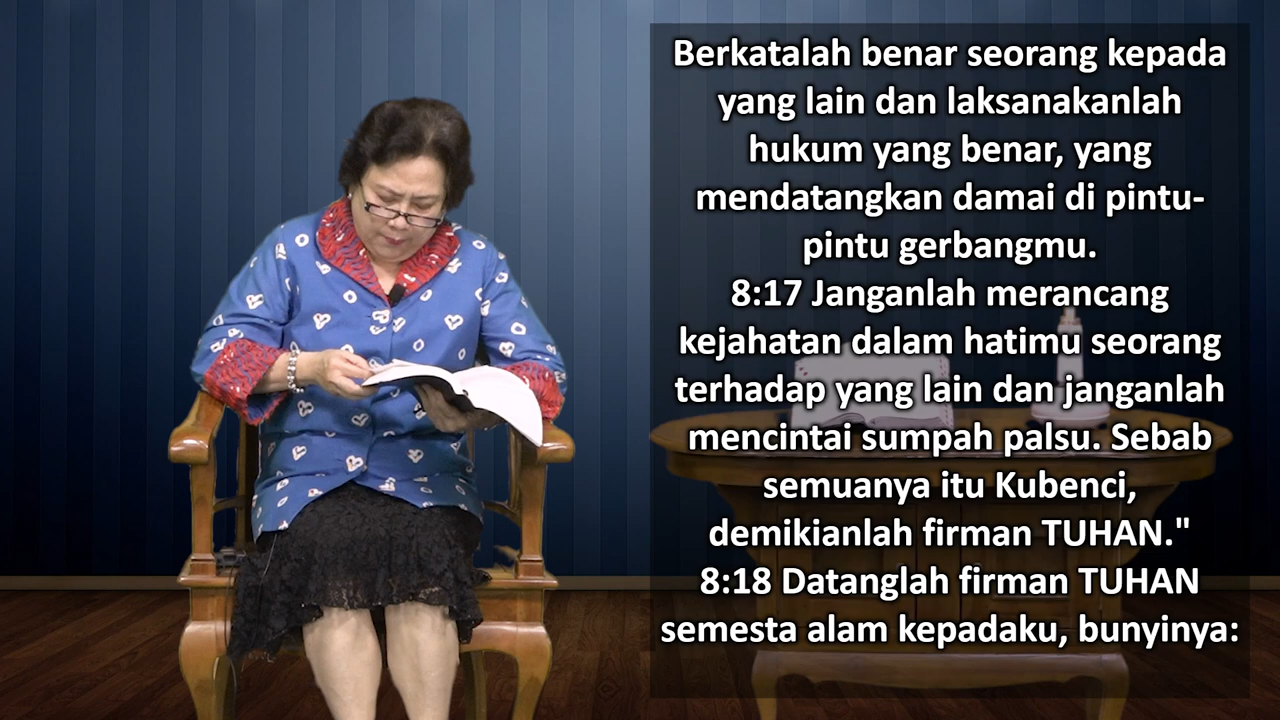 Berkatalah benar seorang kepada
yang lain dan laksanakanlah
hukum yang benar, yang
mendatangkan damai di pintu-
pintu gerbangmu.
8:17 Janganlah merancang
kejahatan dalam hatimu seorang
terhadap yang lain dan janganlah
mencintai sumpah palsu. Sebab
semuanya itu Kubenci,
demikianlah firman TUHAN."
8:18 Datanglah firman TUHAN
semesta alam kepadaku, bunyinya: